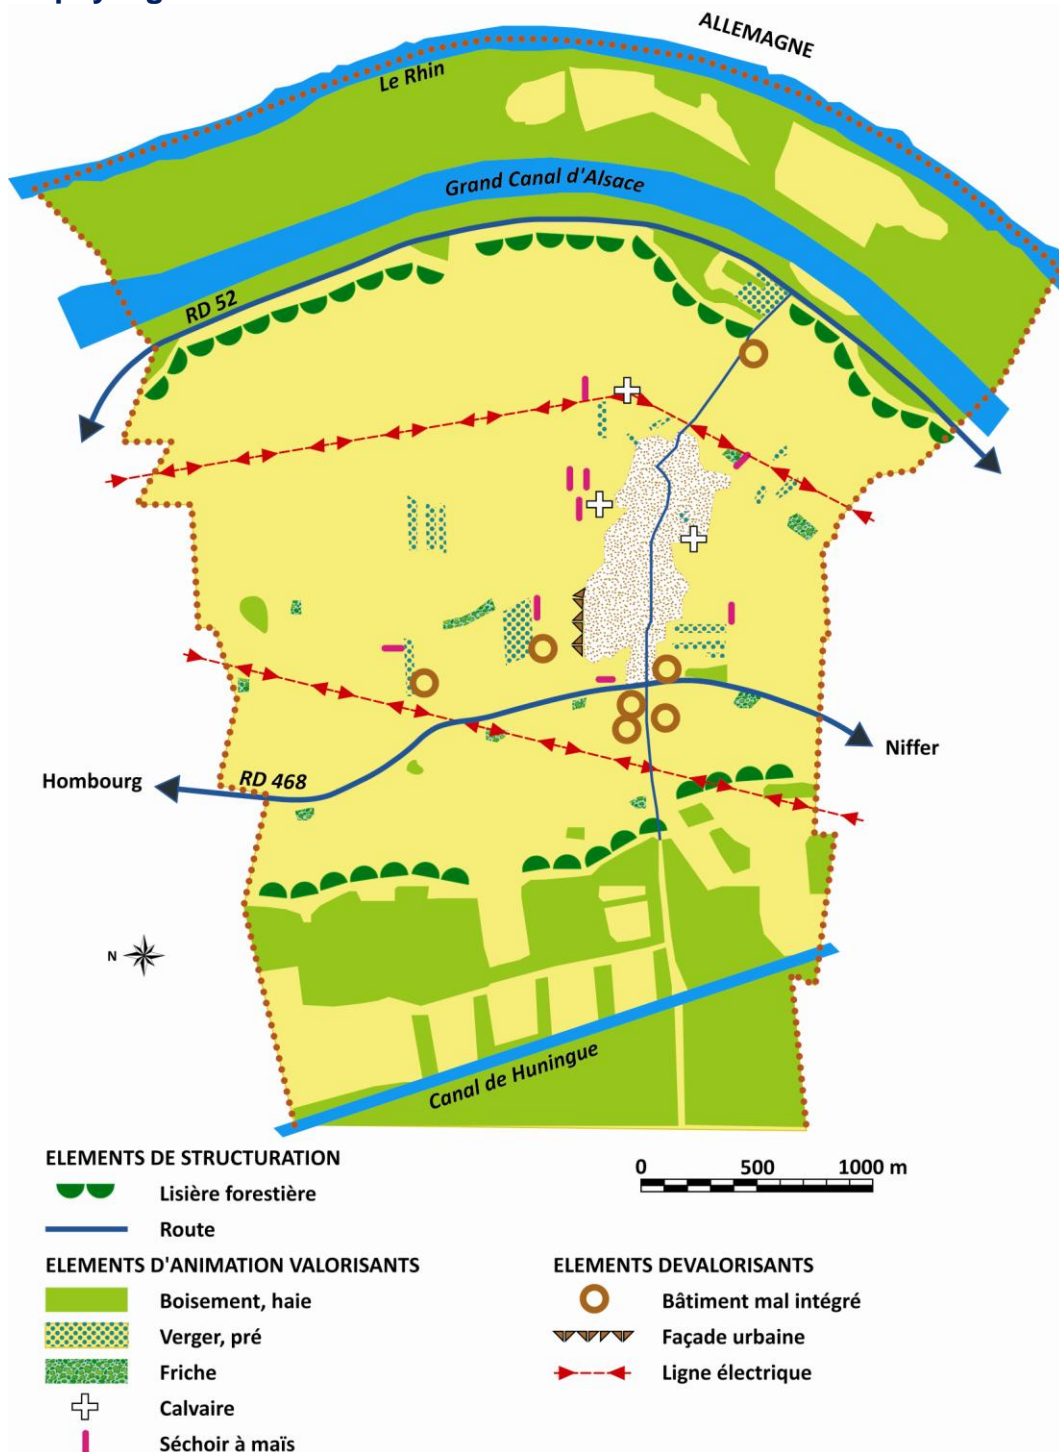 ALLEMAGNE
Le Rhin
Grand Canal d'Alsace
RD 52
Niffer
Hombourg
RD 468
N
Canal de Huningue
ELEMENTS DE STRUCTURATION
Lisière forestière
Route
0 500 1000 m
ELEMENTS D'ANIMATION VALORISANTS
Boisement, haie
Verger, pré
Friche
Calvaire
Séchoir à maïs
ELEMENTS DEVALORISANTS
Bâtiment mal intégré
Façade urbaine
Ligne électrique